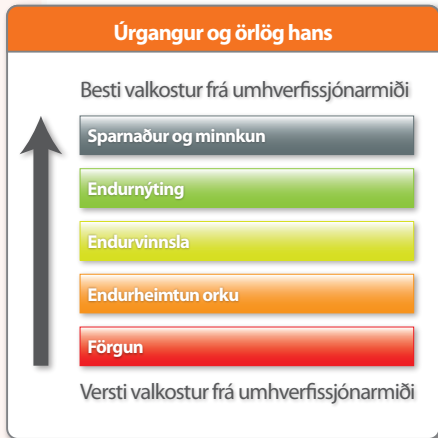 Úrgangur og örlög hans
Besti valkostur frá umhverfissjónarmiði
Sparnaður og minnkun
Endurnýting
Endurvinnsla
Endurheimtun orku
Förgun
Versti valkostur frá umhverfissjónarmiði